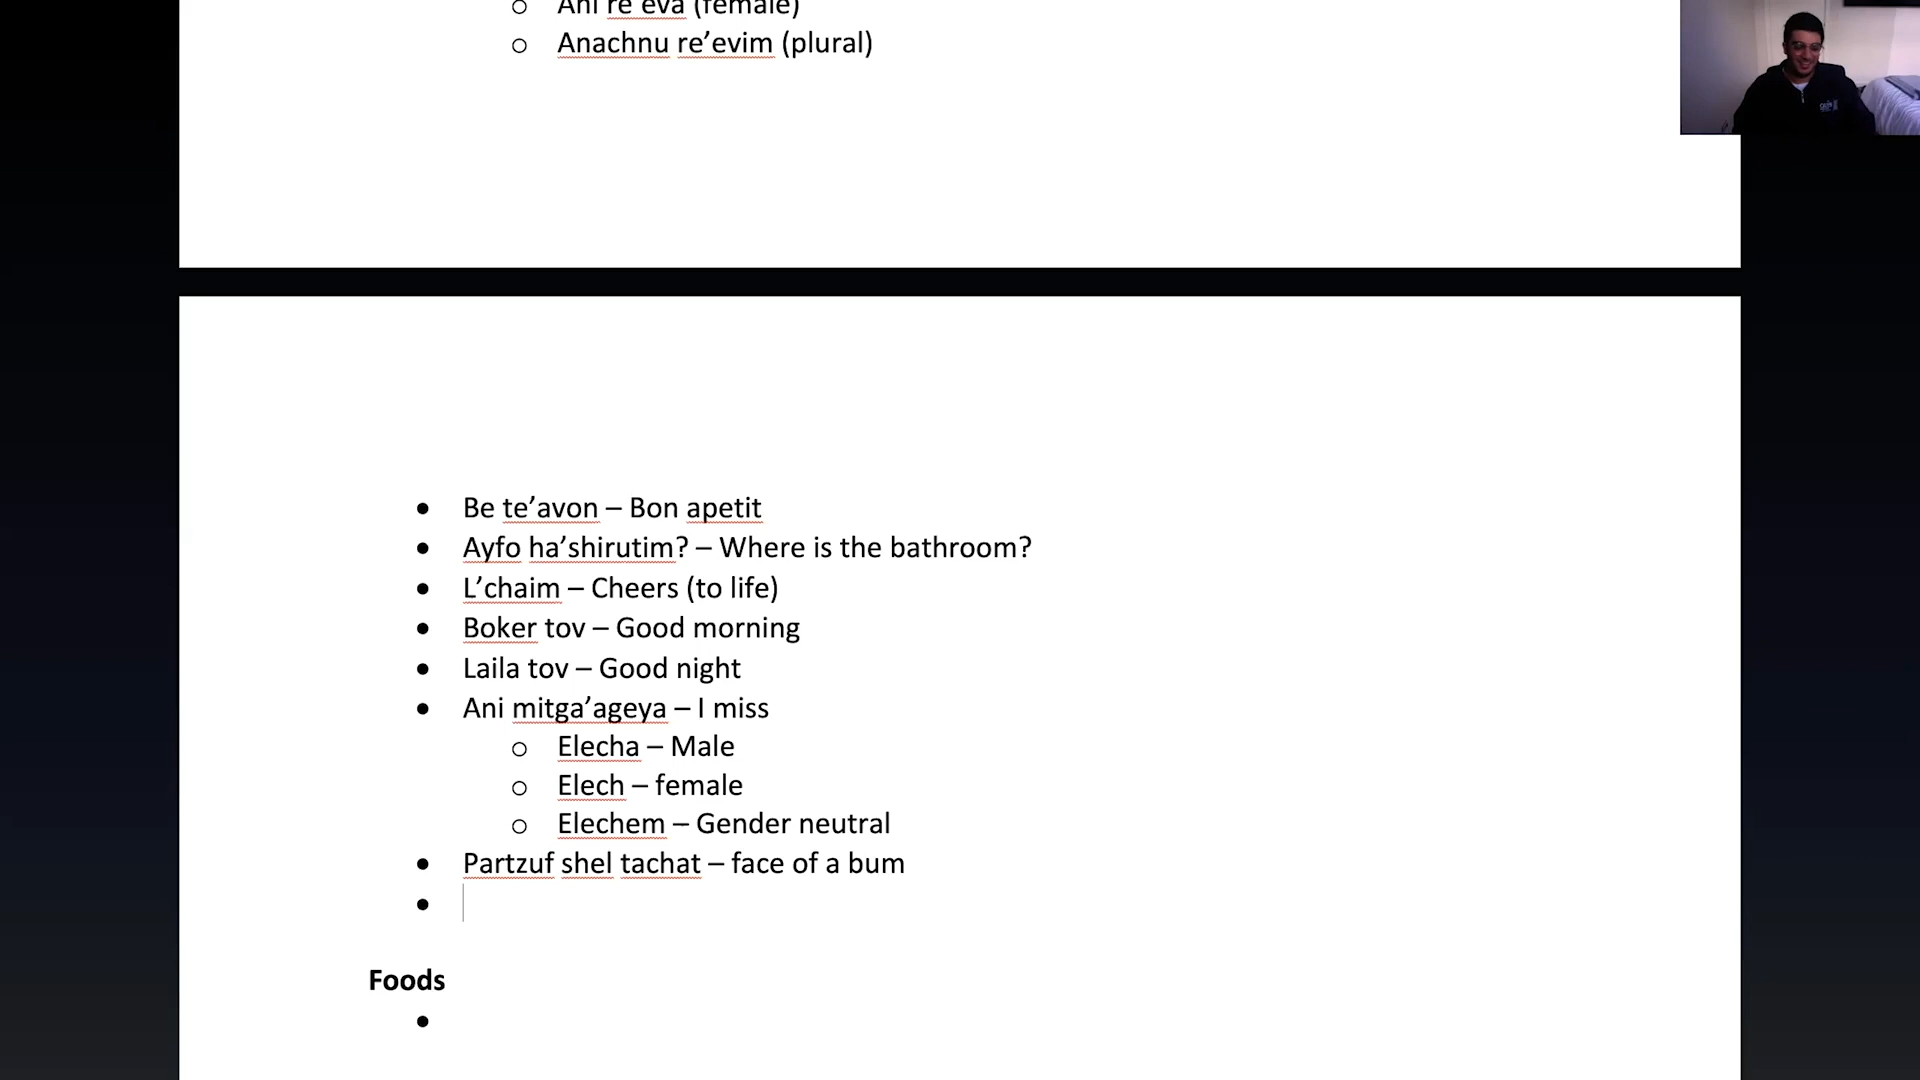 Ani re’eva (female)
Anachnu re’evim (plural)
Be te’avon – Bon apetit
Ayfo ha’shirutim? – Where is the bathroom?
L’chaim – Cheers (to life)
Boker tov – Good morning
Laila tov – Good night
Ani mitga’ageya – I miss
Elecha – Male
Elech – female
Elechem – Gender neutral
Partzuf shel tachat – face of a bum
Foods